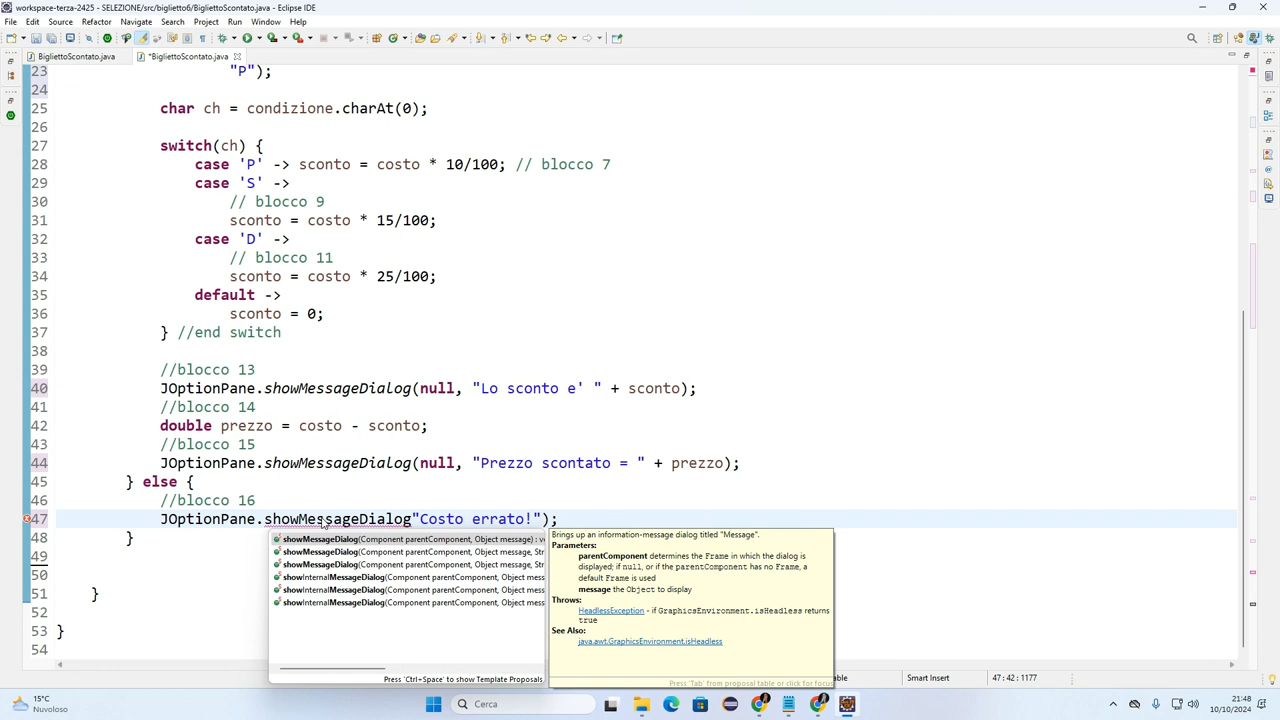 workspace-terza-2425 - SELEZIONE/src/biglietto6/BigliettoScontato.java - Eclipse IDE
File Edit Source Refactor Navigate Search Project Run Window Help
BigliettoScontato.java *BigliettoScontato.java
23 "P");
24
25 char ch = condizione.charAt(0);
26
27 switch(ch) {
28 case 'P' -> sconto = costo * 10/100; // blocco 7
29 case 'S' ->
30 // blocco 9
31 sconto = costo * 15/100;
32 case 'D' ->
33 // blocco 11
34 sconto = costo * 25/100;
35 default ->
36 sconto = 0;
37 } //end switch
38
39 //blocco 13
40 JOptionPane.showMessageDialog(null, "Lo sconto e' " + sconto);
41 //blocco 14
42 double prezzo = costo - sconto;
43 //blocco 15
44 JOptionPane.showMessageDialog(null, "Prezzo scontato = " + prezzo);
45 } else {
46 //blocco 16
47 JOptionPane.showMessageDialog"Costo errato!");
48 }
49
50
51 }
52
53 }
54
showMessageDialog(Component parentComponent, Object message) : v
showMessageDialog(Component parentComponent, Object message, Str
showMessageDialog(Component parentComponent, Object message, Str
showInternalMessageDialog(Component parentComponent, Object mess
showInternalMessageDialog(Component parentComponent, Object mess
showInternalMessageDialog(Component parentComponent, Object mess
Press 'Ctrl+Space' to show Template Proposals
Brings up an information-message dialog titled "Message".
Parameters:
parentComponent determines the Frame in which the dialog is
displayed; if null, or if the parentComponent has no Frame, a
default Frame is used
message the Object to display
Throws:
HeadlessException - if GraphicsEnvironment.isHeadless returns
true
See Also:
java.awt.GraphicsEnvironment.isHeadless
Press 'Tab' from proposal table or click for focus
able Smart Insert 47 : 42 : 1177
15°C
Nuvoloso
Cerca
21:48
10/10/2024